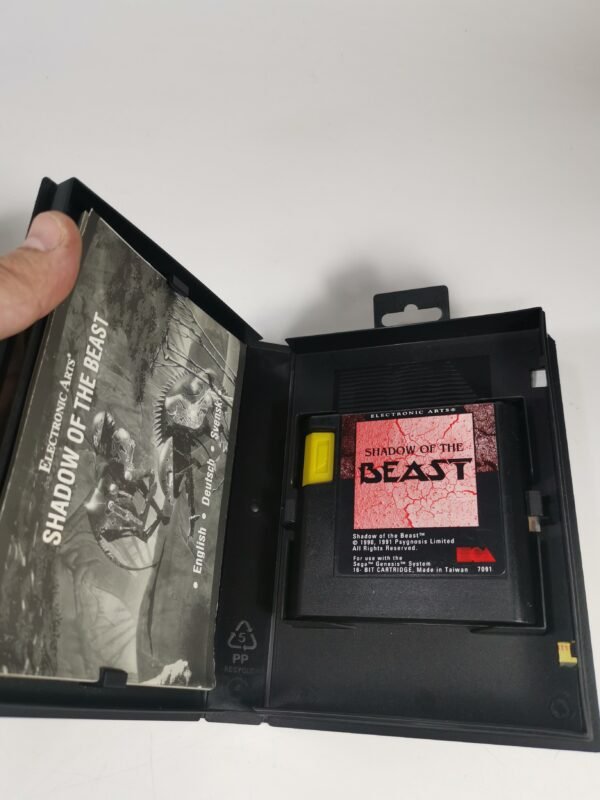 ELECTRONIC ARTS®
SHADOW OF THE BEAST
• English • Deutsch • Svensk
5
PP
ELECTRONIC ARTS®
SHADOW OF THE
BEAST
Shadow of the Beast™
© 1990, 1991 Psygnosis Limited
All Rights Reserved.
For use with the
Sega™ Genesis™ System
16- BIT CARTRIDGE, Made in Taiwan 7091